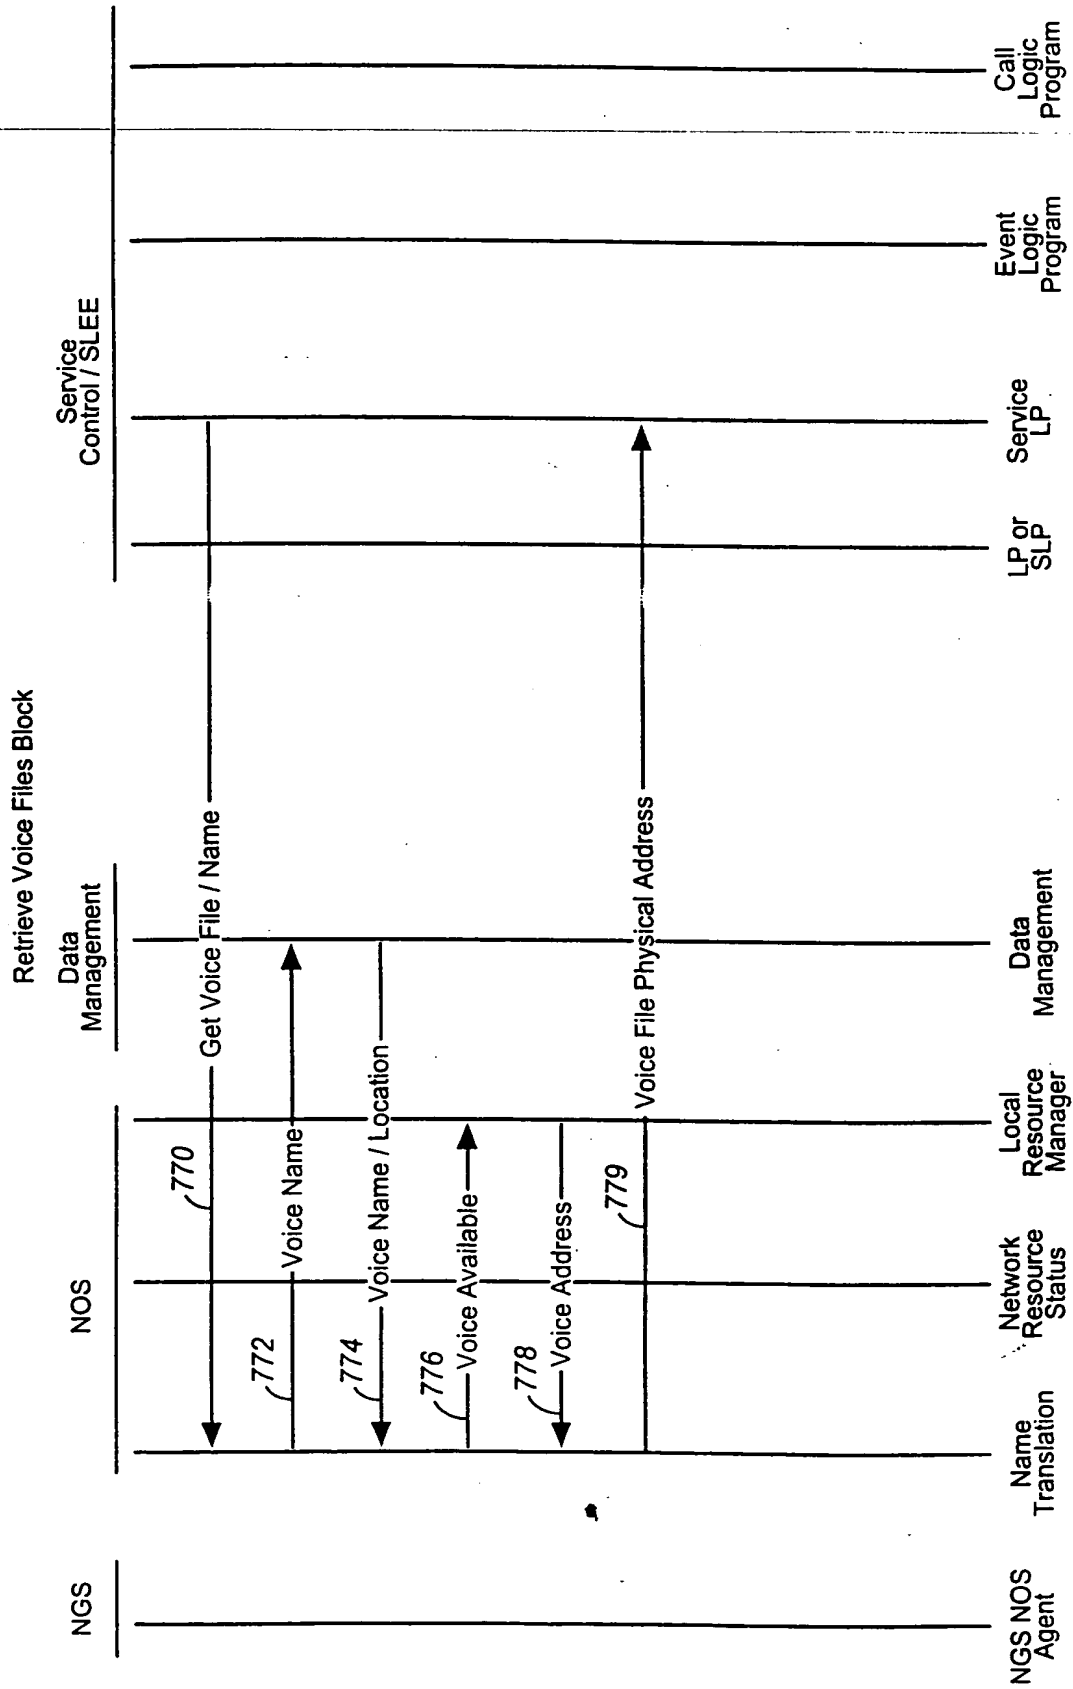 Retrieve Voice Files Block
NGS
NOS
Data
Management
Service
Control / SLEE
770
Get Voice File / Name
772
Voice Name
774
Voice Name / Location
776
Voice Available
778
Voice Address
779
Voice File Physical Address
NGS NOS
Agent
Name
Translation
Network
Resource
Status
Local
Resource
Manager
Data
Management
LP or
SLP
Service
LP
Event
Logic
Program
Call
Logic
Program